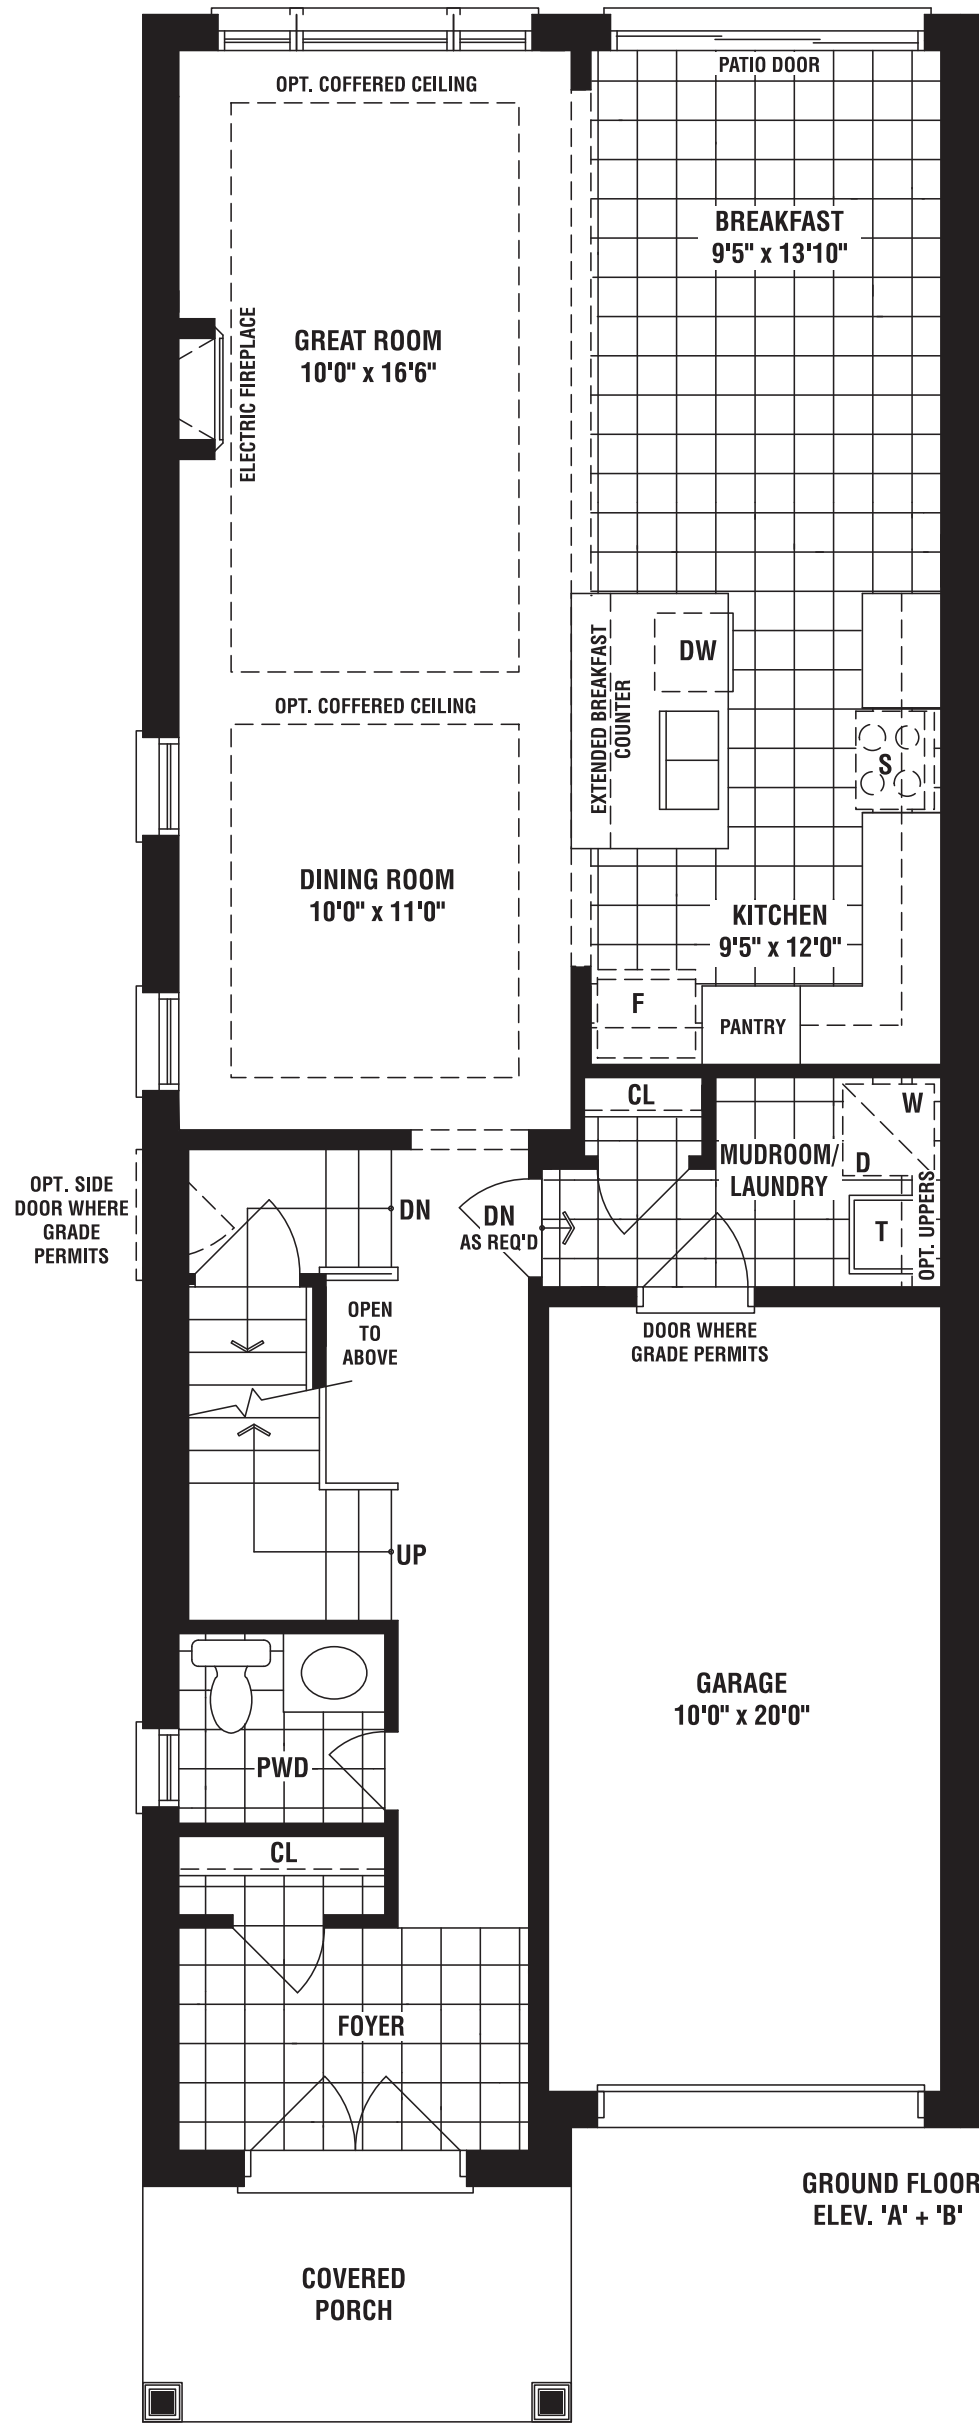 OPT. COFFERED CEILING
PATIO DOOR
BREAKFAST
9'5" x 13'10"
GREAT ROOM
10'0" x 16'6"
ELECTRIC FIREPLACE
EXTENDED BREAKFAST
COUNTER
DW
OPT. COFFERED CEILING
S
DINING ROOM
10'0" x 11'0"
KITCHEN
9'5" x 12'0"
F
PANTRY
CL
W
MUDROOM/
LAUNDRY
D
OPT. UPPERS
T
OPT. SIDE
DOOR WHERE
GRADE
PERMITS
DN
DN
AS REQ'D
OPEN
TO
ABOVE
DOOR WHERE
GRADE PERMITS
UP
GARAGE
10'0" x 20'0"
PWD
CL
FOYER
GROUND FLOOR
ELEV. 'A' + 'B'
COVERED
PORCH